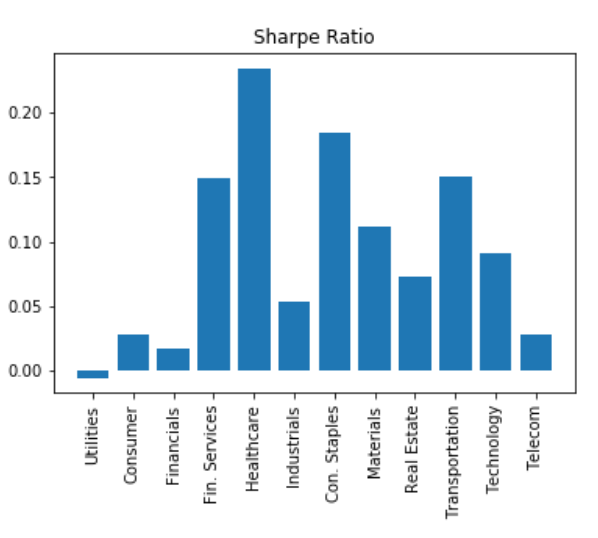 Sharpe Ratio
0.20
0.15
0.10
0.05
0.00
Utilities
Consumer
Financials
Fin. Services
Healthcare
Industrials
Con. Staples
Materials
Real Estate
Transportation
Technology
Telecom